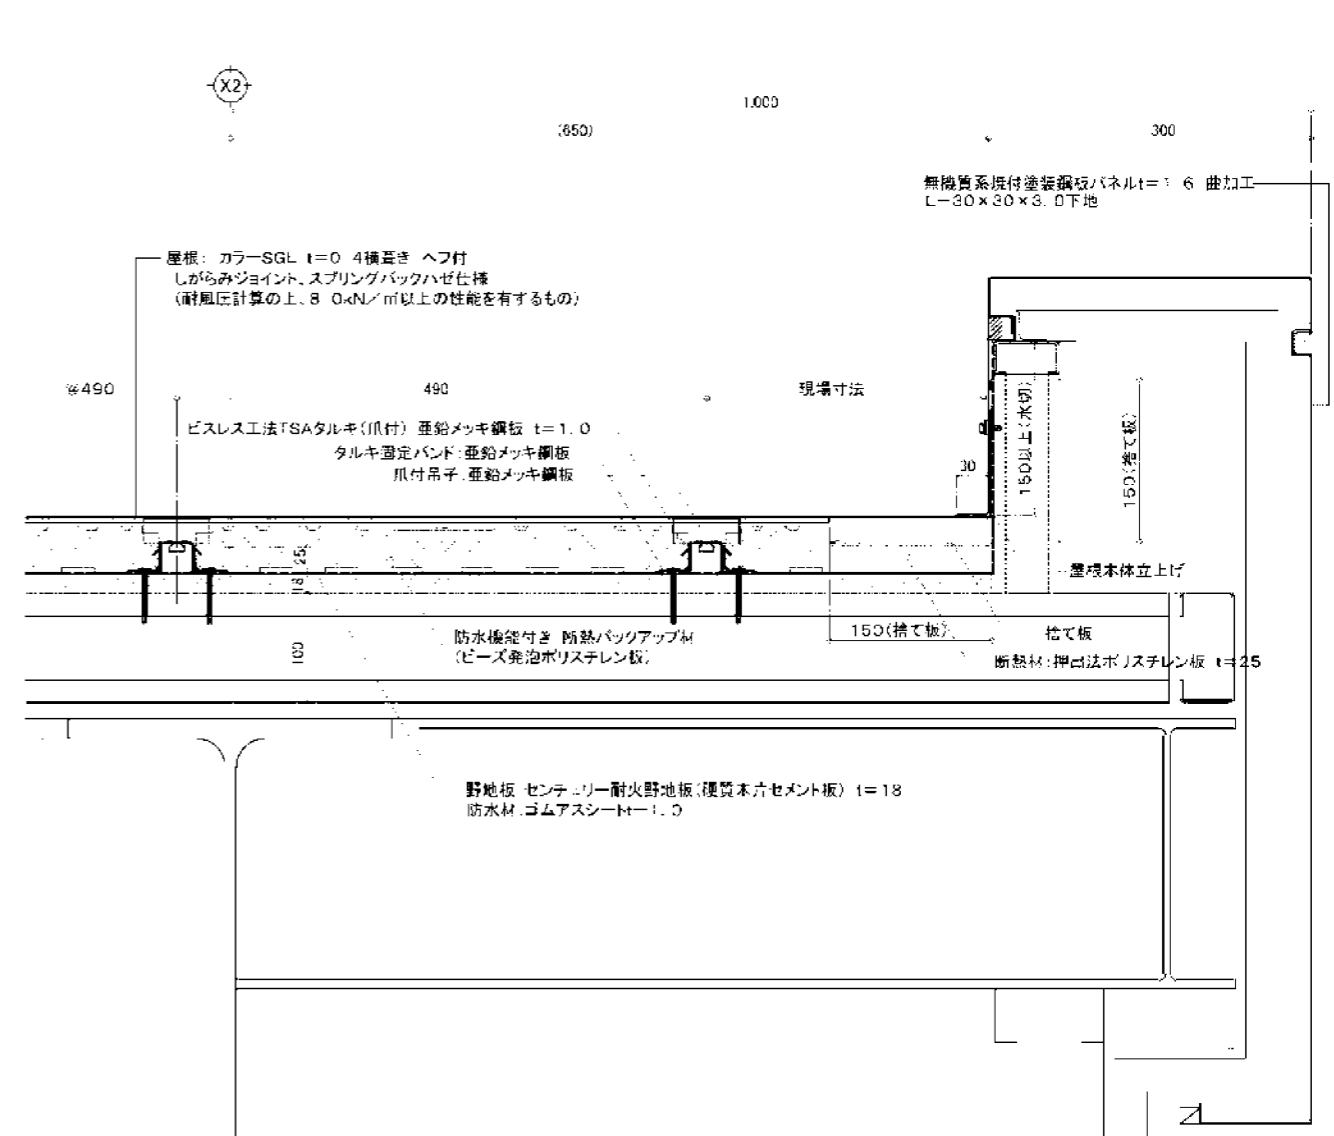 X2
1,000
(650)
300
無機質系焼付塗装鋼板パネルt=1.6 曲加工
L-30×30×3.0下地
屋根: カラーSGL t=0.4横葺き ヘフ付
しがらみジョイント、スプリングバックハゼ仕様
(耐風圧計算の上、8.0kN/㎡以上の性能を有するもの)
@490
490
現場寸法
ビスレス工法TSAタルキ(爪付) 亜鉛メッキ鋼板 t=1.0
タルキ固定バンド:亜鉛メッキ鋼板
爪付吊子:亜鉛メッキ鋼板
30
150以上(水切)
150(捨て板)
25
18
屋根本体立上げ
150(捨て板)
捨て板
防水機能付き 断熱バックアップ材
(ビーズ発泡ポリスチレン板)
100
断熱材:押出法ポリスチレン板 t=25
野地板 センチュリー耐火野地板(硬質木片セメント板) t=18
防水材:ゴムアスシートt=1.0